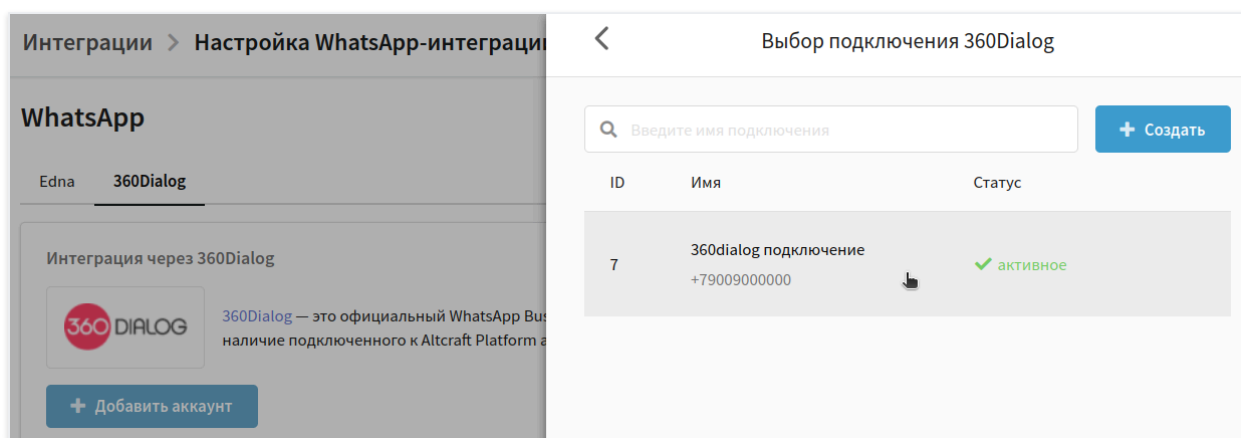 Интеграции > Настройка WhatsApp-интеграции
WhatsApp
Edna 360Dialog
Интеграция через 360Dialog
360 DIALOG
360Dialog — это официальный WhatsApp Bus
наличие подключенного к Altcraft Platform а
+ Добавить аккаунт
Выбор подключения 360Dialog
Введите имя подключения
+ Создать
ID Имя Статус
7 360dialog подключение активное
+79009000000